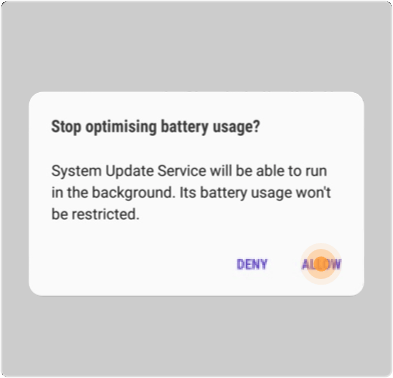 Stop optimising battery usage?
System Update Service will be able to run
in the background. Its battery usage won't
be restricted.
DENY ALLOW